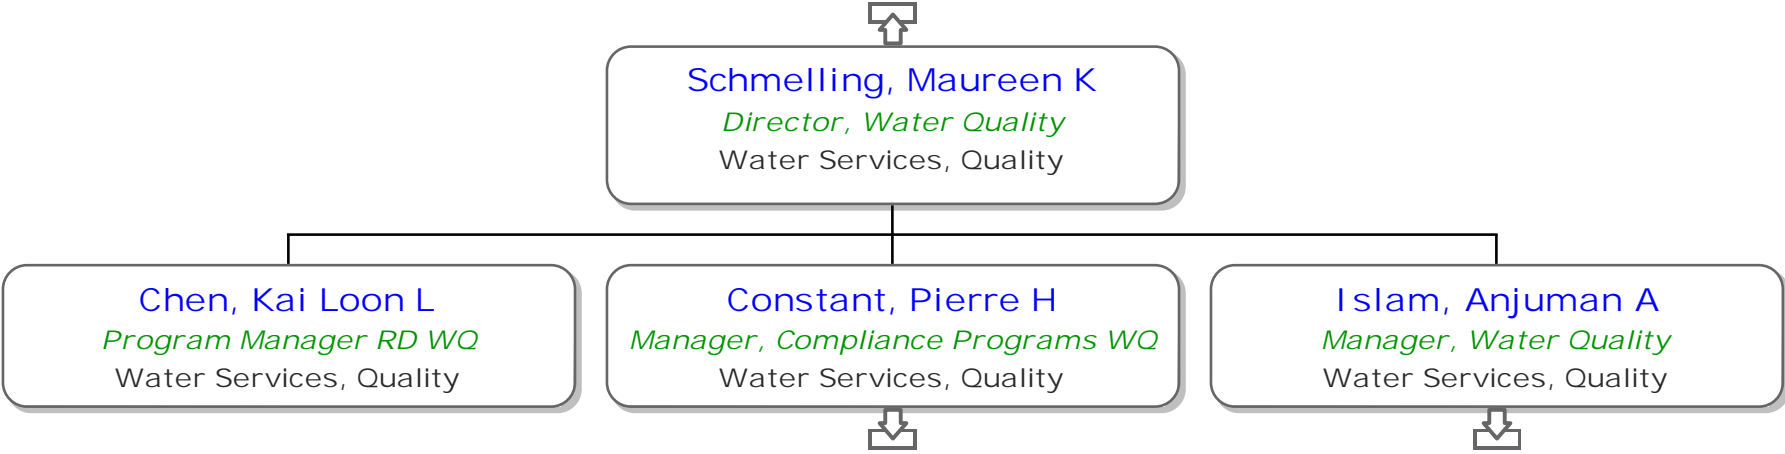 Schmelling, Maureen K
Director, Water Quality
Water Services, Quality
Chen, Kai Loon L
Program Manager RD WQ
Water Services, Quality
Constant, Pierre H
Manager, Compliance Programs WQ
Water Services, Quality
Islam, Anjuman A
Manager, Water Quality
Water Services, Quality